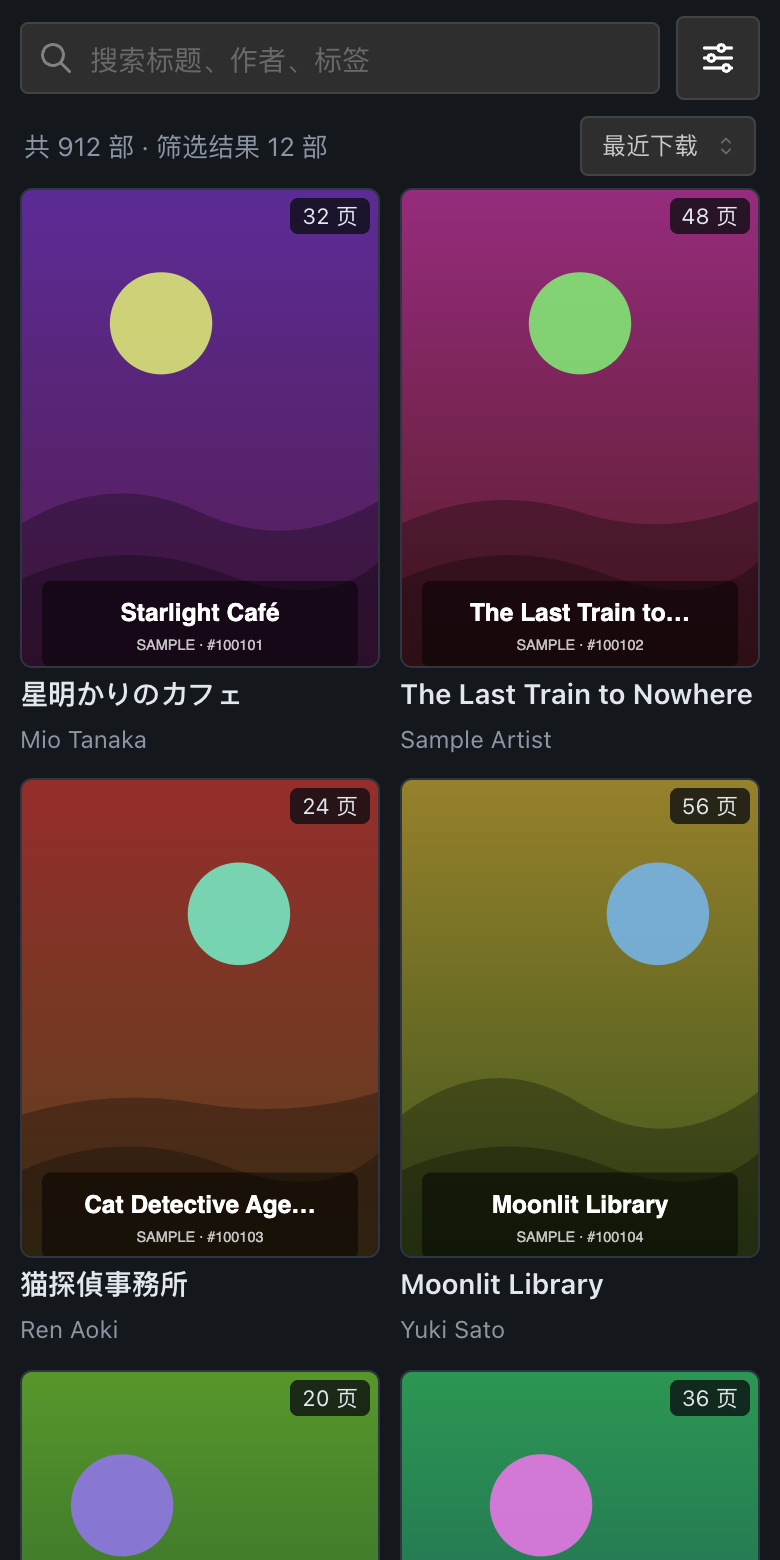 搜索标题、作者、标签
共 912 部 · 筛选结果 12 部
最近下载
32 页
48 页
Starlight Café
SAMPLE · #100101
The Last Train to...
SAMPLE · #100102
星明かりのカフェ
The Last Train to Nowhere
Mio Tanaka
Sample Artist
24 页
56 页
Cat Detective Age...
SAMPLE · #100103
Moonlit Library
SAMPLE · #100104
猫探偵事務所
Moonlit Library
Ren Aoki
Yuki Sato
20 页
36 页